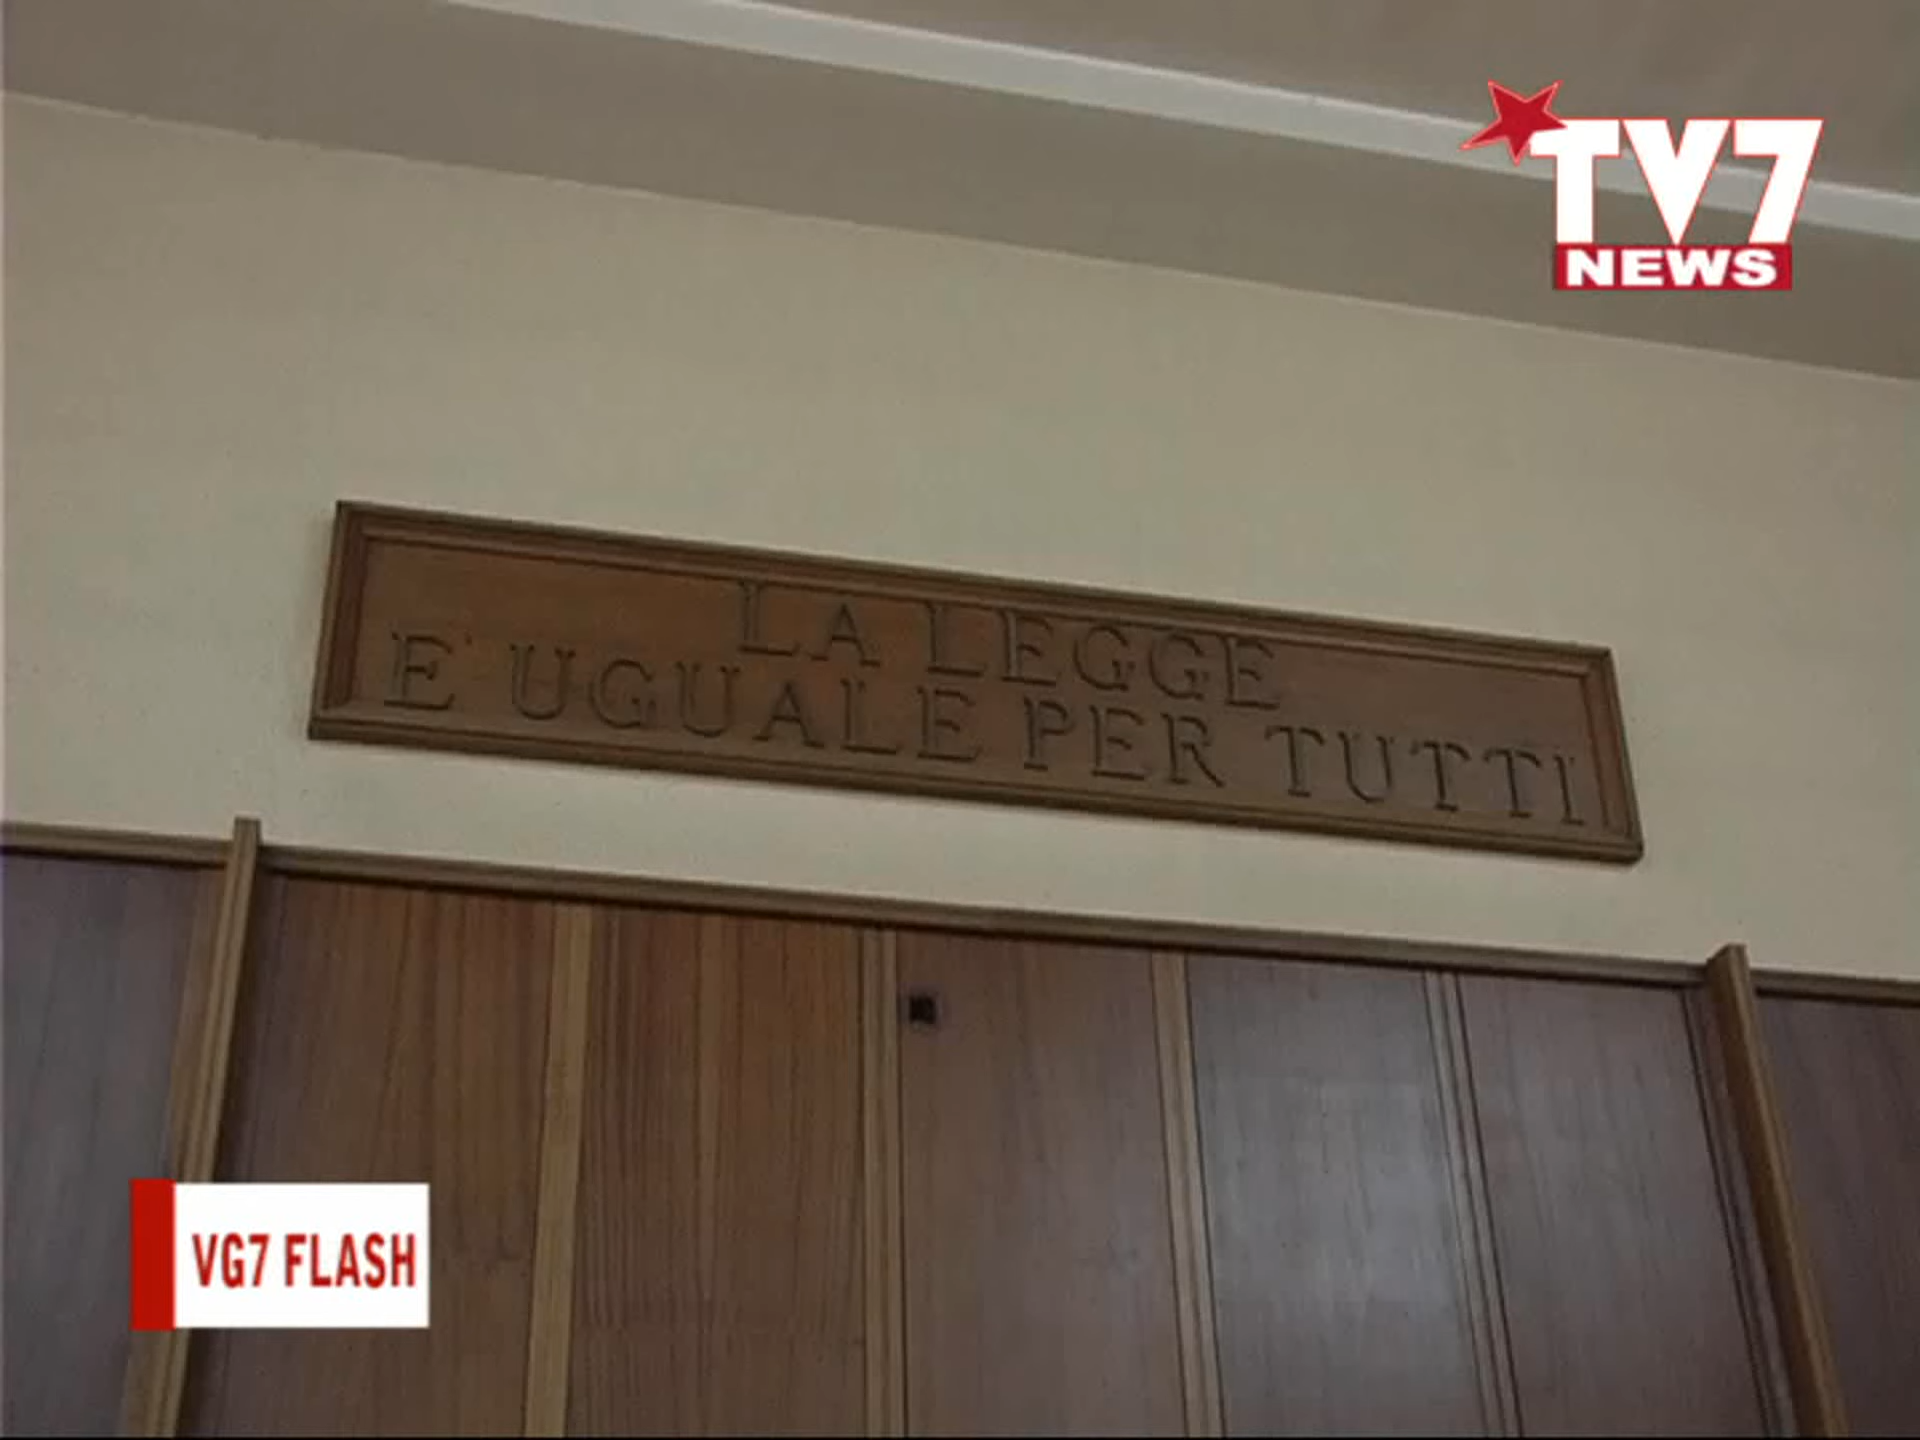 TV7
NEWS
LA LEGGE
E' UGUALE PER TUTTI
VG7 FLASH